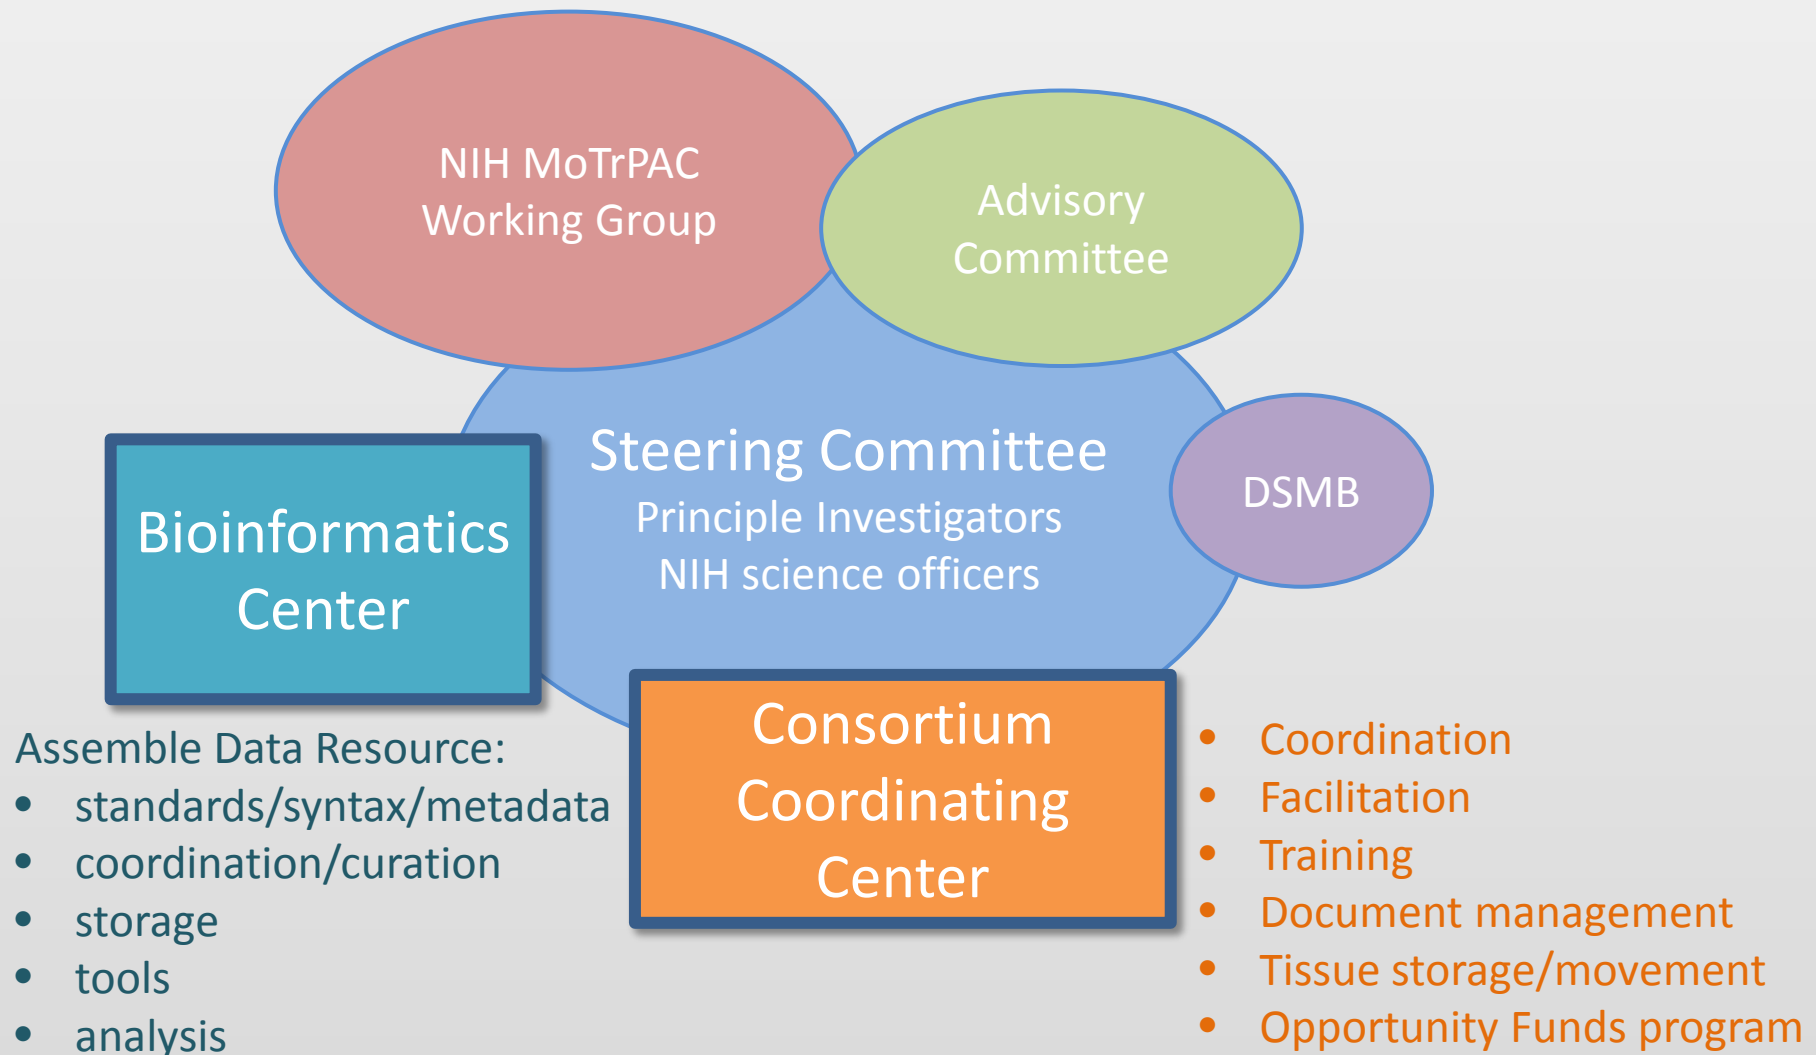 NIH MoTrPAC
Working Group
Advisory
Committee
Steering Committee
Principle Investigators
NIH science officers
DSMB
Bioinformatics
Center
Consortium
Coordinating
Center
Assemble Data Resource:
• standards/syntax/metadata
• coordination/curation
• storage
• tools
• analysis
• Coordination
• Facilitation
• Training
• Document management
• Tissue storage/movement
• Opportunity Funds program